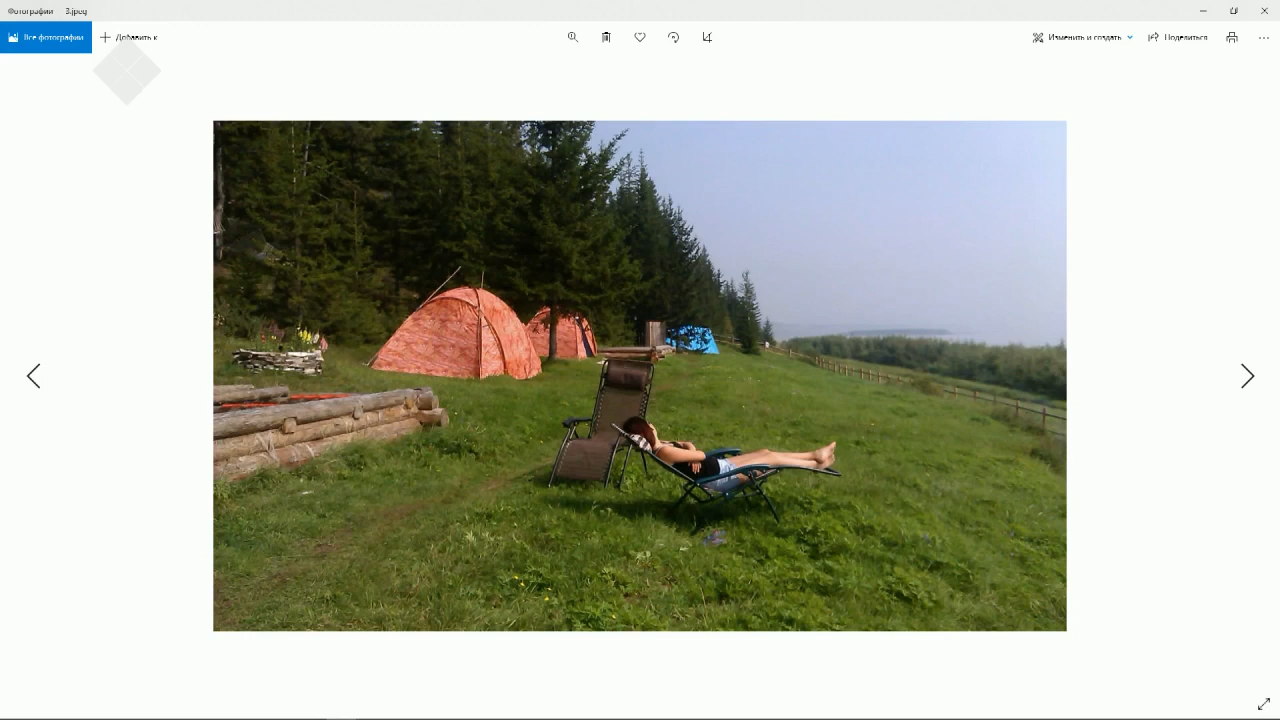 Фотографии - 3.jpeg
Все фотографии
Добавить к
Изменить и создать
Поделиться